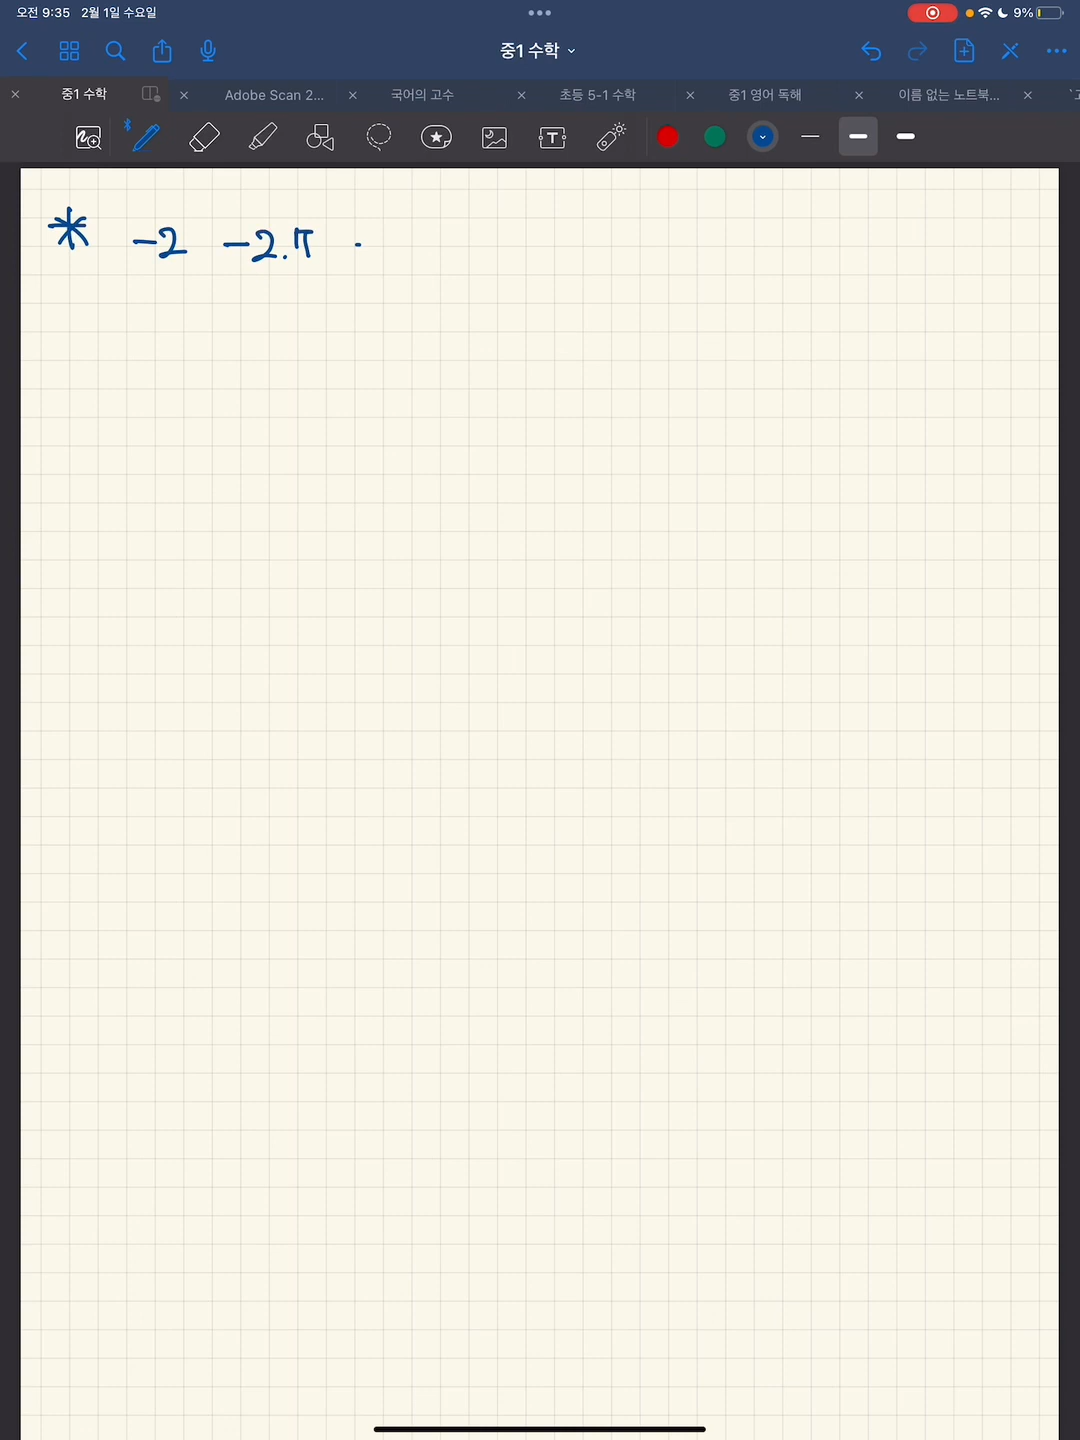 오전 9:35 2월 1일 수요일 9%
중1 수학
중1 수학 Adobe Scan 2... 국어의 고수 초등 5-1 수학 중1 영어 독해 이름 없는 노트북...
* -2